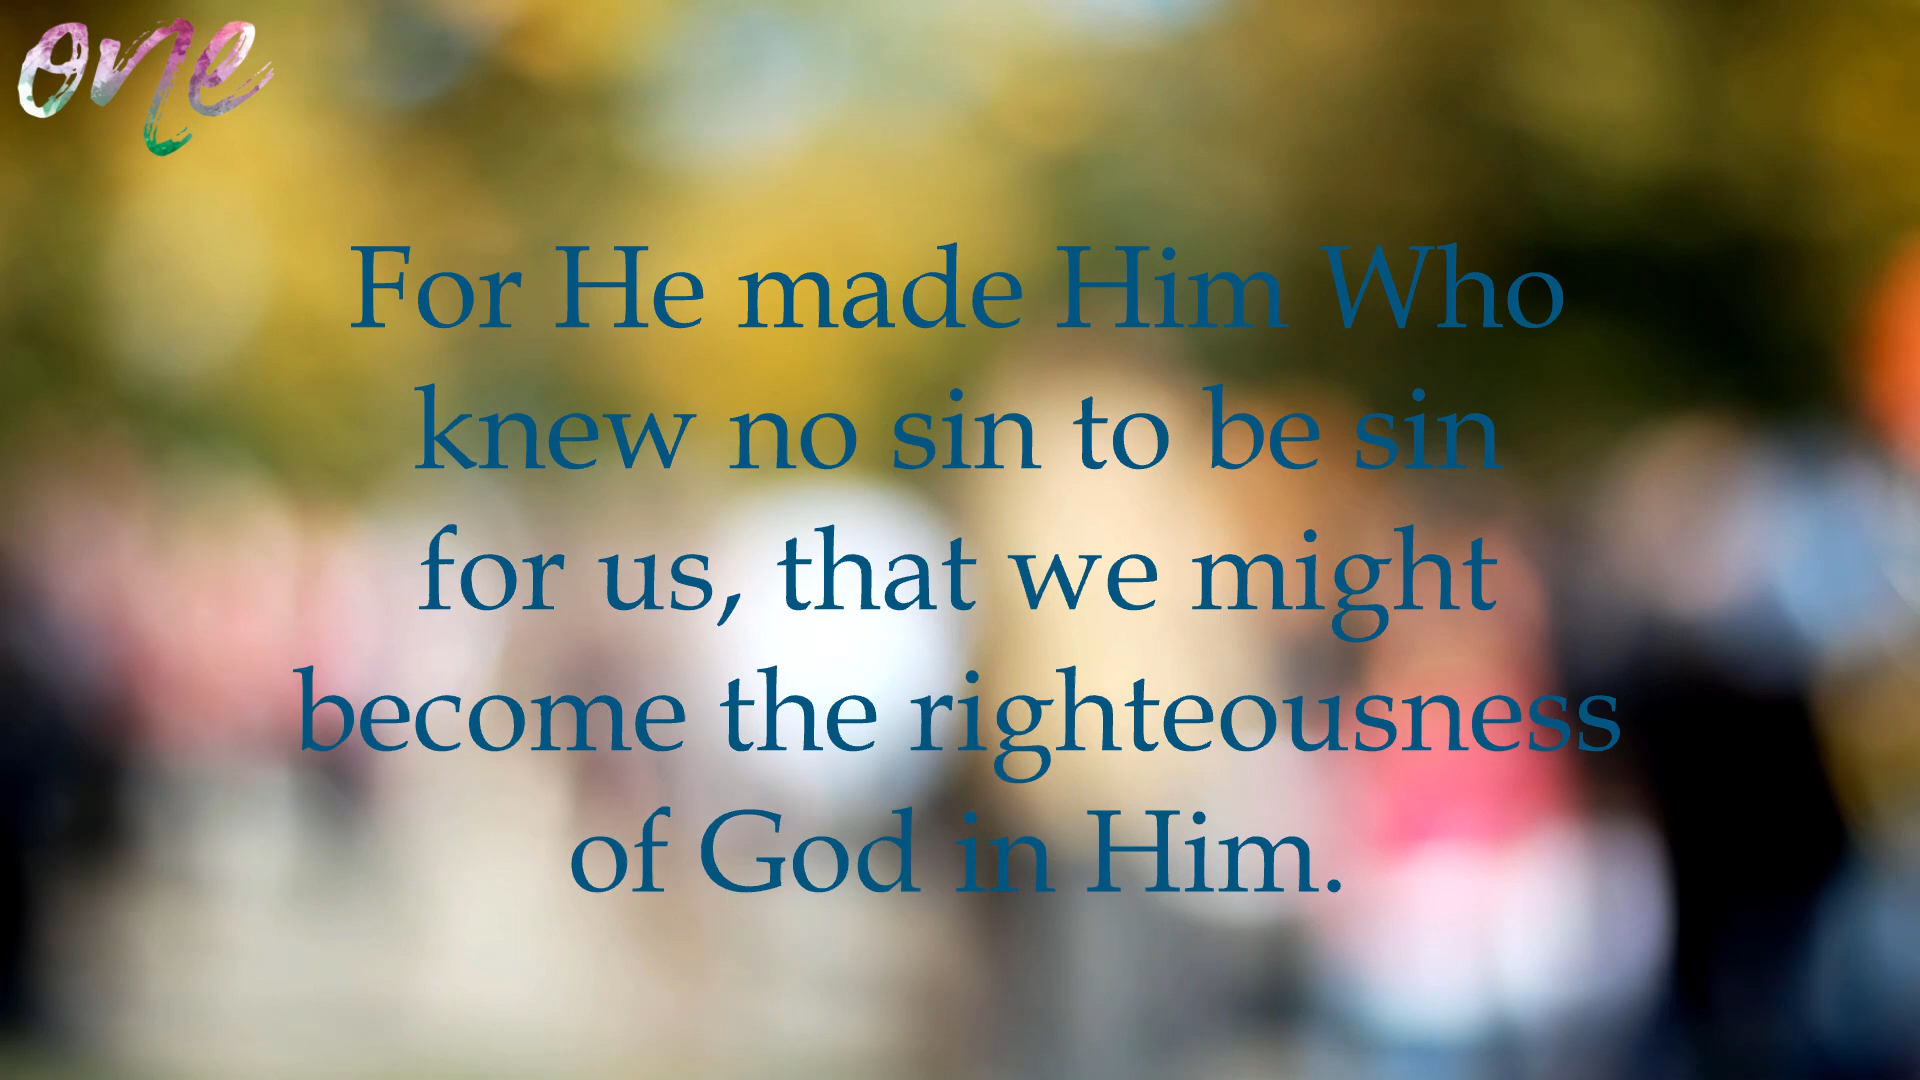 one
For He made Him Who
knew no sin to be sin
for us, that we might
become the righteousness
of God in Him.